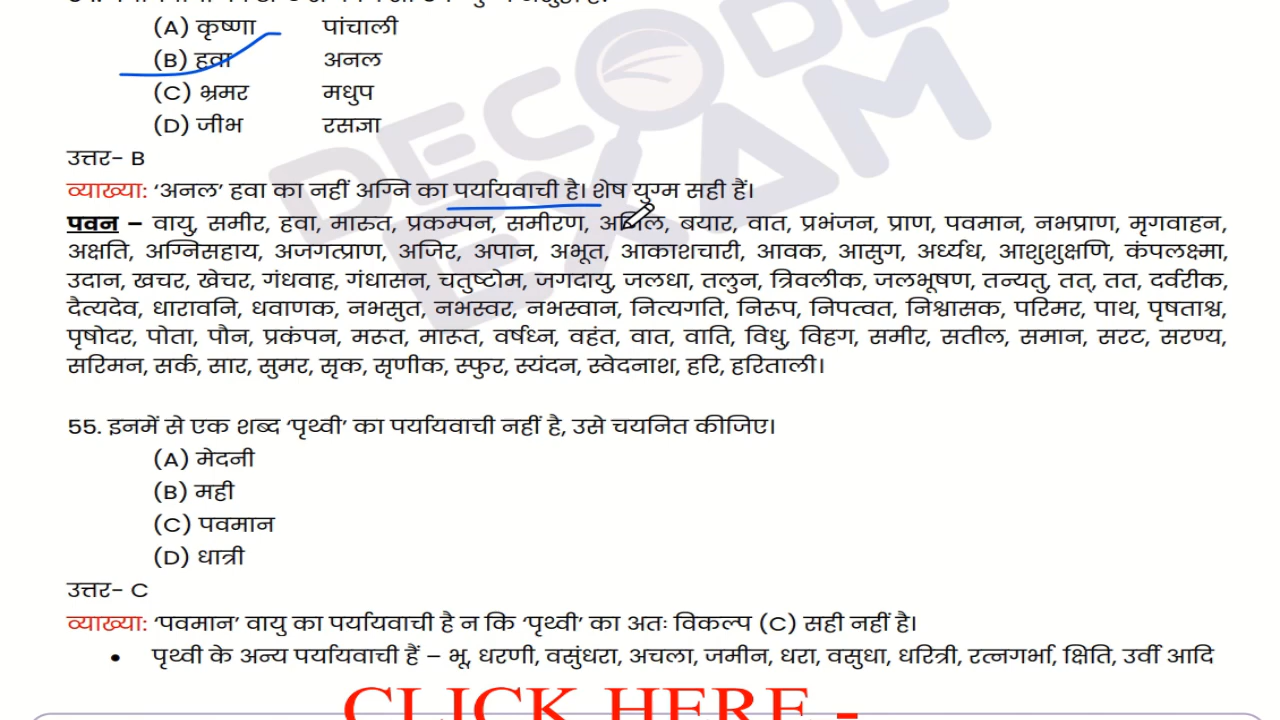 (A) कृष्णा पांचाली
(B) हवा अनल
(C) भ्रमर मधुप
(D) जीभ रसज्ञा
उत्तर- B
व्याख्या: ‘अनल’ हवा का नहीं अग्नि का पर्यायवाची है। शेष युग्म सही हैं।
पवन – वायु, समीर, हवा, मारुत, प्रकम्पन, समीरण, बयार, वात, प्रभंजन, प्राण, पवमान, नभप्राण, मृगवाहन,
अक्षति, अग्निसहाय, अजगत्प्राण, अजिर, अपान, अभूत, आकाशचारी, आवक, आसुग, अर्ध्यध, आशुशुक्षणि, कंपलक्ष्मा,
उदान, खचर, खेचर, गंधवाह, गंधासन, चतुष्टोम, जगदायु, जलधा, तलुन, त्रिवलीक, जलभूषण, तन्यतु, तत्, तत, दर्वरीक,
दैत्यदेव, धारावनि, धवाणक, नभसुत, नभस्वर, नभस्वान, नित्यगति, निरूप, निपत्वत, निश्वासक, परिमर, पाथ, पृषताश्व,
पृषोदर, पोता, पौन, प्रकंपन, मरूत, मारूत, वर्षध्न, वहंत, वात, वाति, विधु, विहग, समीर, सतील, समान, सरट, सरण्य,
सरिमन, सर्क, सार, सुमर, सृक, सृणीक, स्फुर, स्यंदन, स्वेदनाश, हरि, हरिताली।
55. इनमें से एक शब्द ‘पृथ्वी’ का पर्यायवाची नहीं है, उसे चयनित कीजिए।
(A) मेदनी
(B) मही
(C) पवमान
(D) धात्री
उत्तर- C
व्याख्या: ‘पवमान’ वायु का पर्यायवाची है न कि ‘पृथ्वी’ का अतः विकल्प (C) सही नहीं है।
• पृथ्वी के अन्य पर्यायवाची हैं – भू, धरणी, वसुंधरा, अचला, जमीन, धरा, वसुधा, धरित्री, रत्नगर्भा, क्षिति, उर्वी आदि
CLICK HERE -
DECODE
EXAM